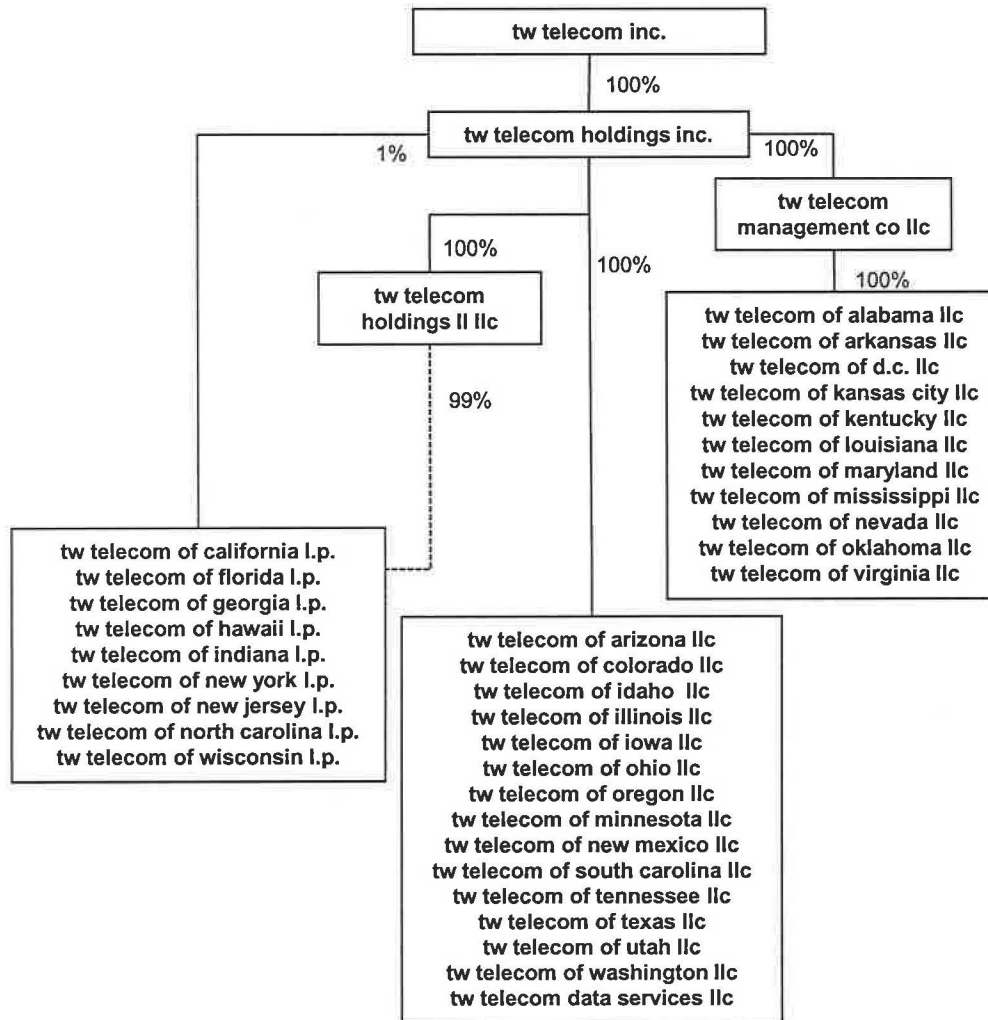 tw telecom inc.
100%
tw telecom holdings inc.
1%
100%
tw telecom
management co llc
100%
100%
100%
tw telecom
holdings II llc
99%
tw telecom of alabama llc
tw telecom of arkansas llc
tw telecom of d.c. llc
tw telecom of kansas city llc
tw telecom of kentucky llc
tw telecom of louisiana llc
tw telecom of maryland llc
tw telecom of mississippi llc
tw telecom of nevada llc
tw telecom of oklahoma llc
tw telecom of virginia llc
tw telecom of california l.p.
tw telecom of florida l.p.
tw telecom of georgia l.p.
tw telecom of hawaii l.p.
tw telecom of indiana l.p.
tw telecom of new york l.p.
tw telecom of new jersey l.p.
tw telecom of north carolina l.p.
tw telecom of wisconsin l.p.
tw telecom of arizona llc
tw telecom of colorado llc
tw telecom of idaho llc
tw telecom of illinois llc
tw telecom of iowa llc
tw telecom of ohio llc
tw telecom of oregon llc
tw telecom of minnesota llc
tw telecom of new mexico llc
tw telecom of south carolina llc
tw telecom of tennessee llc
tw telecom of texas llc
tw telecom of utah llc
tw telecom of washington llc
tw telecom data services llc